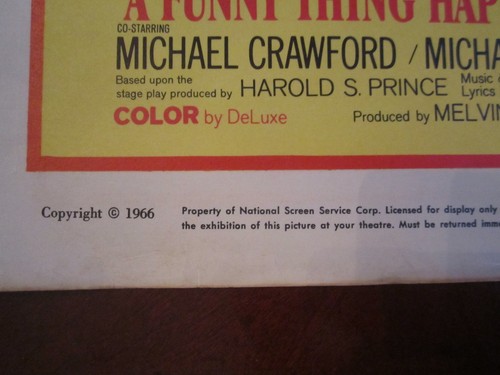 A FUNNY THING HAP
CO-STARRING
MICHAEL CRAWFORD / MICHA
Based upon the
stage play produced by HAROLD S. PRINCE Music
Lyrics
COLOR by DeLuxe Produced by MELVIN
Copyright © 1966 Property of National Screen Service Corp. Licensed for display only
the exhibition of this picture at your theatre. Must be returned imme